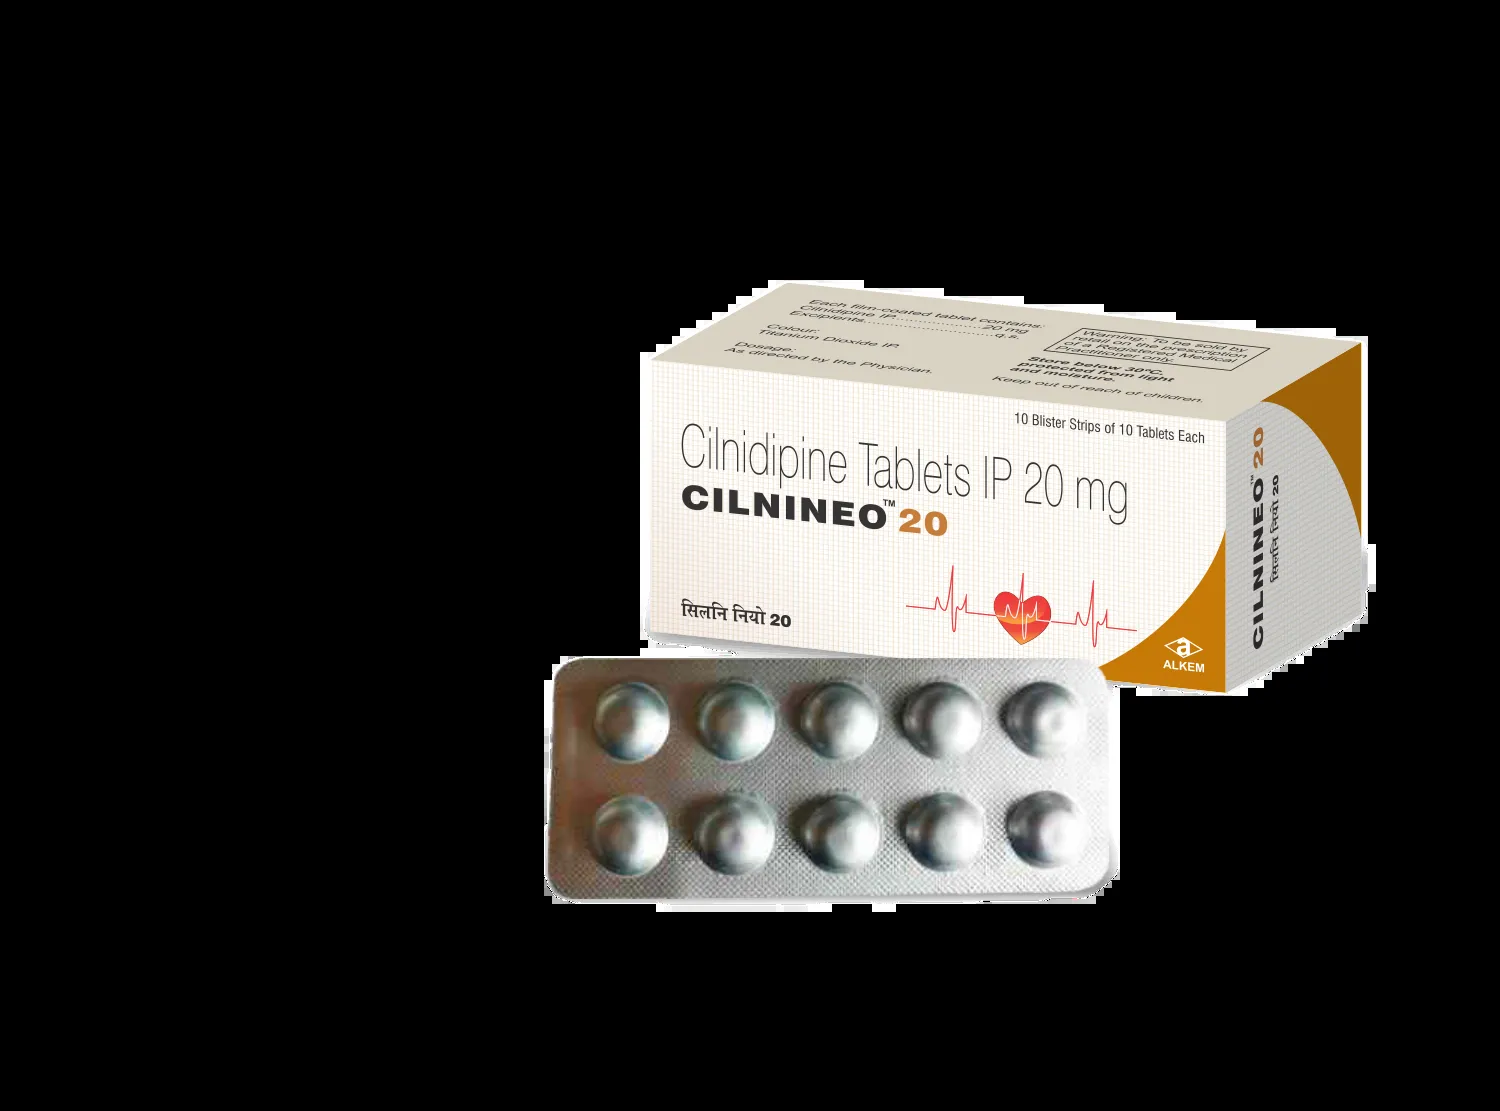 Each film-coated tablet contains:
Cilnidipine IP..................20 mg
Excipients...........................q.s.
Colour:
Titanium Dioxide IP.
Dosage:
As directed by the Physician.
Warning: To be sold by
retail on the prescription
of a Registered Medical
Practitioner only.
Store below 30°C,
protected from light
and moisture.
Keep out of reach of children.
10 Blister Strips of 10 Tablets Each
Cilnidipine Tablets IP 20 mg
CILNINEO™ 20
सिलनि नियो 20
a
ALKEM
CILNINEO™ 20
सिलनि नियो 20